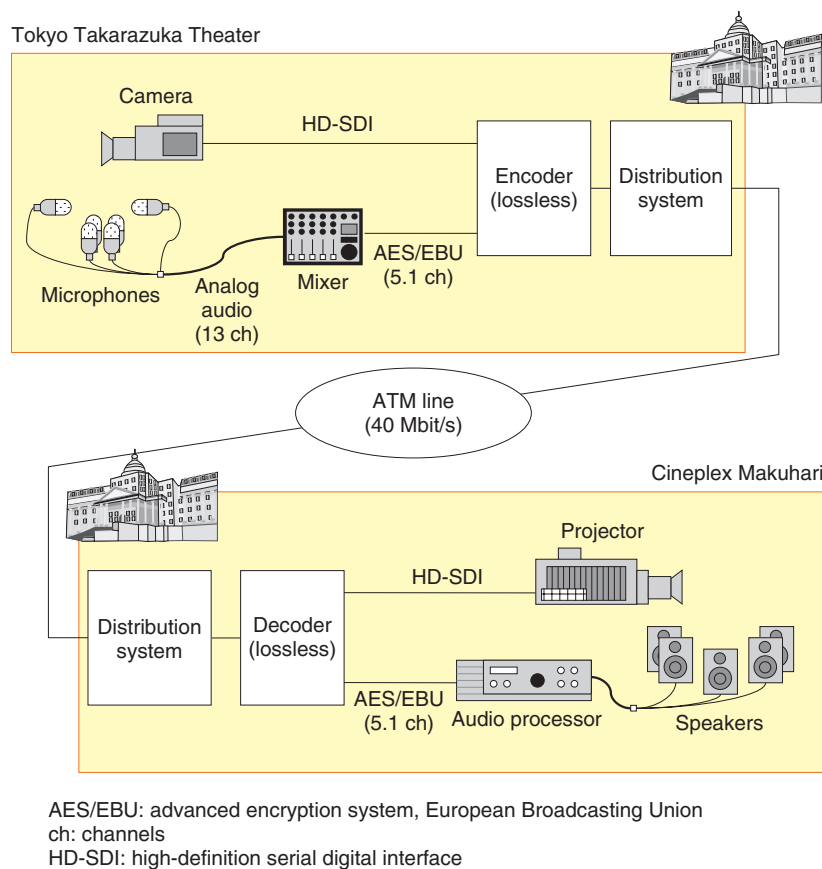 Tokyo Takarazuka Theater
Camera
HD-SDI
Encoder
(lossless)
Distribution
system
Microphones
Analog
audio
(13 ch)
Mixer
AES/EBU
(5.1 ch)
ATM line
(40 Mbit/s)
Cineplex Makuhari
Projector
HD-SDI
Distribution
system
Decoder
(lossless)
AES/EBU
(5.1 ch)
Audio processor
Speakers
AES/EBU: advanced encryption system, European Broadcasting Union
ch: channels
HD-SDI: high-definition serial digital interface